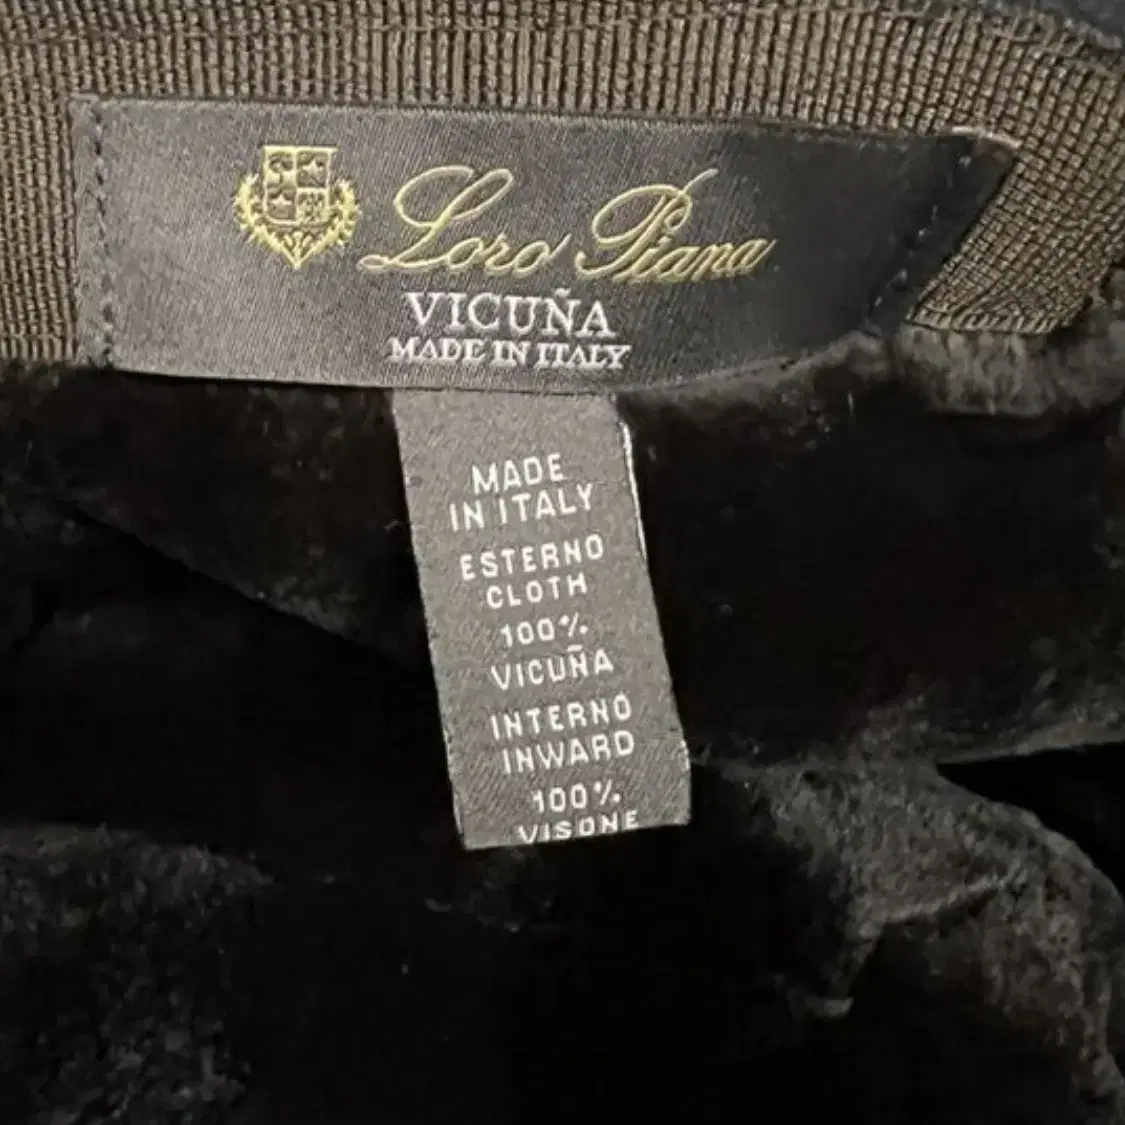 Loro Piana
VICUÑA
MADE IN ITALY
MADE
IN ITALY
ESTERNO
CLOTH
100%
VICUÑA
INTERNO
INWARD
100%
VISONE